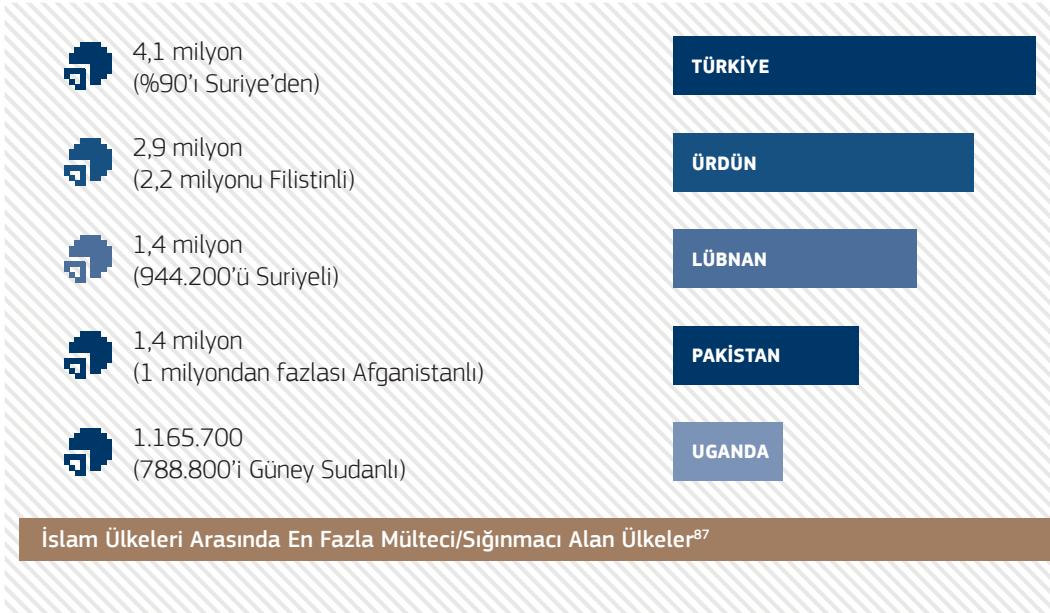 4,1 milyon
(%90’ı Suriye’den)
TÜRKİYE
2,9 milyon
(2,2 milyonu Filistinli)
ÜRDÜN
1,4 milyon
(944.200’ü Suriyeli)
LÜBNAN
1,4 milyon
(1 milyondan fazlası Afganistanlı)
PAKİSTAN
1.165.700
(788.800’i Güney Sudanlı)
UGANDA
İslam Ülkeleri Arasında En Fazla Mülteci/Sığınmacı Alan Ülkeler⁸⁷